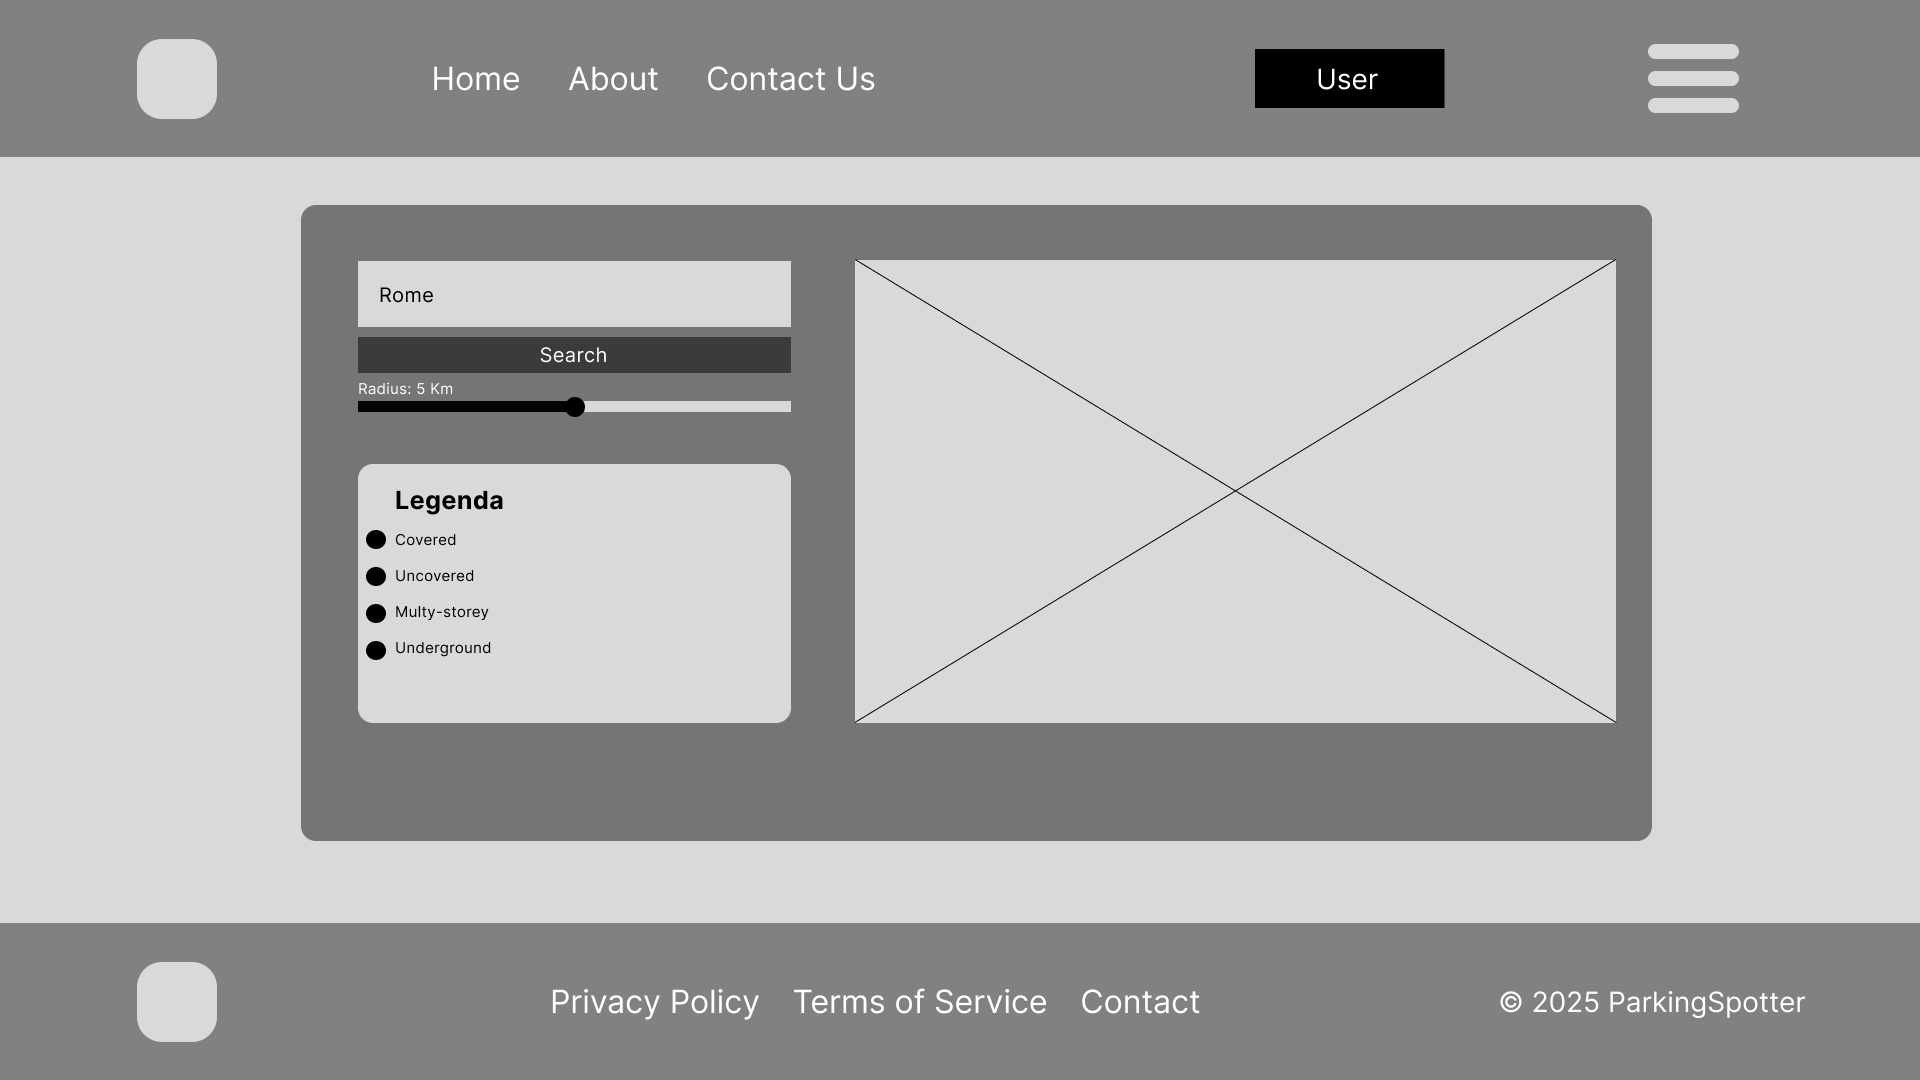 Home About Contact Us User
Rome
Search
Radius: 5 Km
Legenda
Covered
Uncovered
Multy-storey
Underground
Privacy Policy Terms of Service Contact © 2025 ParkingSpotter